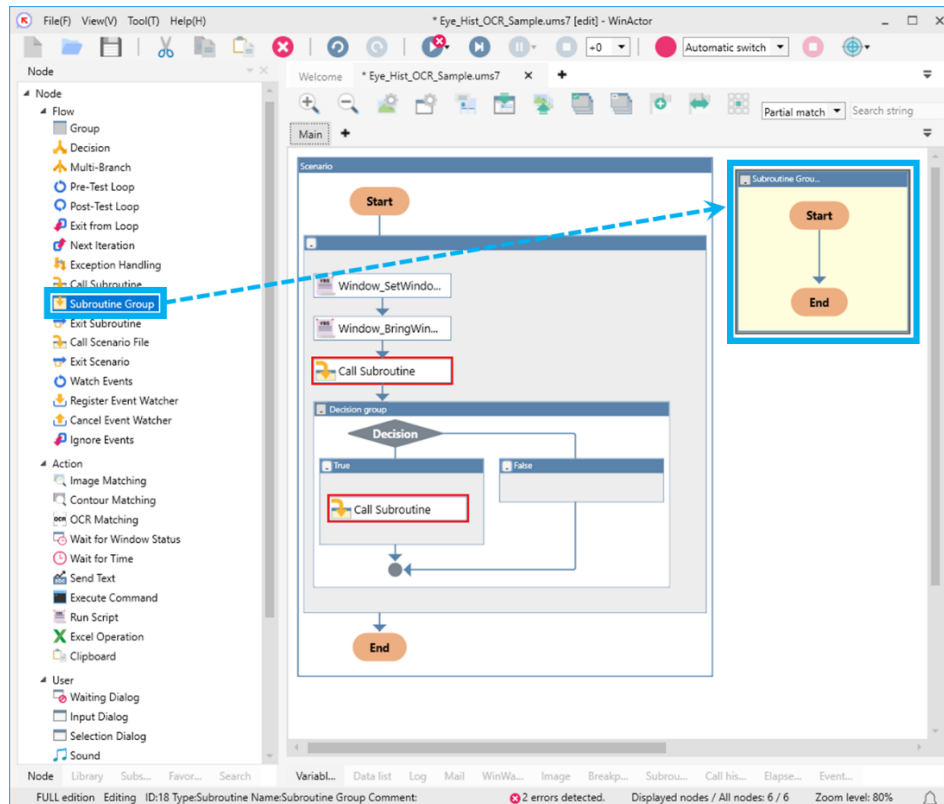 File(F) View(V) Tool(T) Help(H)
* Eye_Hist_OCR_Sample.ums7 [edit] - WinActor
+0
Automatic switch
Node
Welcome
* Eye_Hist_OCR_Sample.ums7
Partial match
Search string
Main
Node
Flow
Group
Decision
Multi-Branch
Pre-Test Loop
Post-Test Loop
Exit from Loop
Next Iteration
Exception Handling
Call Subroutine
Subroutine Group
Exit Subroutine
Call Scenario File
Exit Scenario
Watch Events
Register Event Watcher
Cancel Event Watcher
Ignore Events
Action
Image Matching
Contour Matching
OCR Matching
Wait for Window Status
Wait for Time
Send Text
Execute Command
Run Script
Excel Operation
Clipboard
User
Waiting Dialog
Input Dialog
Selection Dialog
Sound
Scenario
Start
Window_SetWindo...
Window_BringWin...
Call Subroutine
Decision group
Decision
True
False
Call Subroutine
End
Subroutine Grou...
Start
End
Node Library Subs... Favor... Search
Variabl... Data list Log Mail WinWa... Image Breakp... Subrou... Call his... Elapse... Event...
FULL edition Editing ID:18 Type:Subroutine Name:Subroutine Group Comment:
2 errors detected. Displayed nodes / All nodes: 6 / 6 Zoom level: 80%